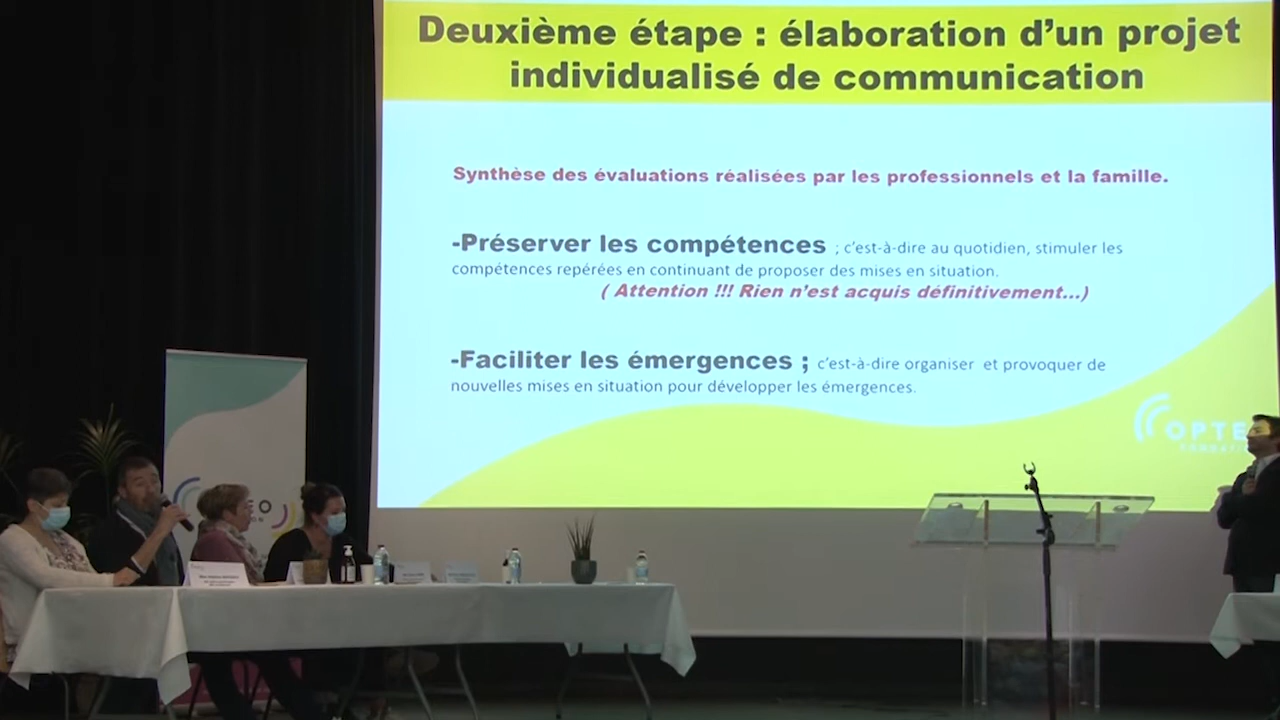 Deuxième étape : élaboration d’un projet
individualisé de communication
Synthèse des évaluations réalisées par les professionnels et la famille.
-Préserver les compétences ; c’est-à-dire au quotidien, stimuler les
compétences repérées en continuant de proposer des mises en situation.
( Attention !!! Rien n’est acquis définitivement...)
-Faciliter les émergences ; c’est-à-dire organiser et provoquer de
nouvelles mises en situation pour développer les émergences.
OPTE